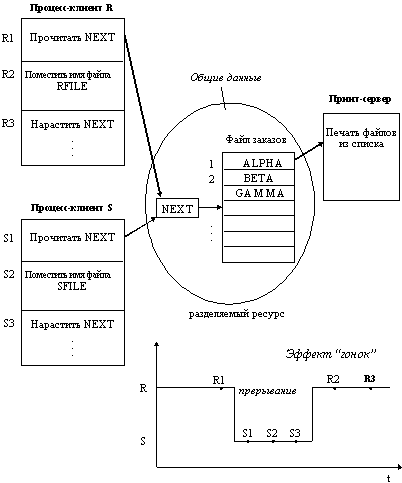 Процесс-клиент R
R1 Прочитать NEXT
R2 Поместить имя файла
RFILE
R3 Нарастить NEXT
Общие данные
Принт-сервер
Печать файлов
из списка
Файл заказов
1 ALPHA
2 BETA
GAMMA
NEXT
разделяемый ресурс
Процесс-клиент S
S1 Прочитать NEXT
S2 Поместить имя файла
SFILE
S3 Нарастить NEXT
Эффект “гонок”
R R1 прерывание R2 R3
S S1 S2 S3
t